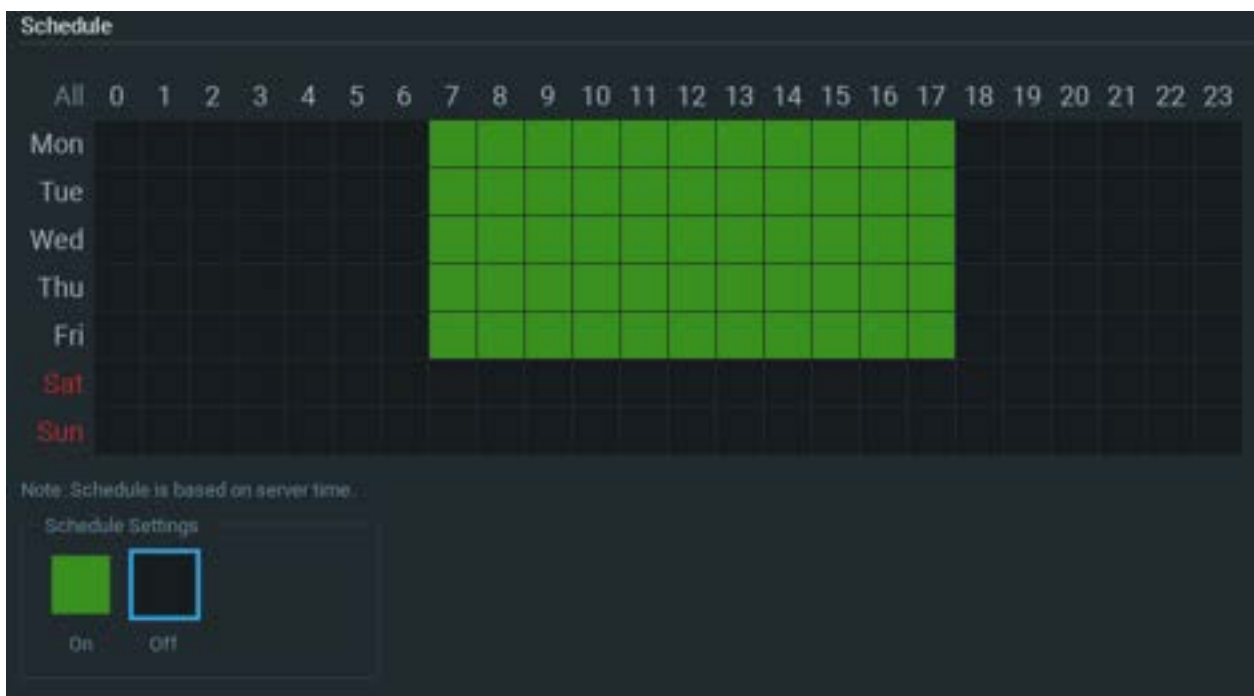 Schedule
All 0 1 2 3 4 5 6 7 8 9 10 11 12 13 14 15 16 17 18 19 20 21 22 23
Mon
Tue
Wed
Thu
Fri
Sat
Sun
Note: Schedule is based on server time.
Schedule Settings
On Off